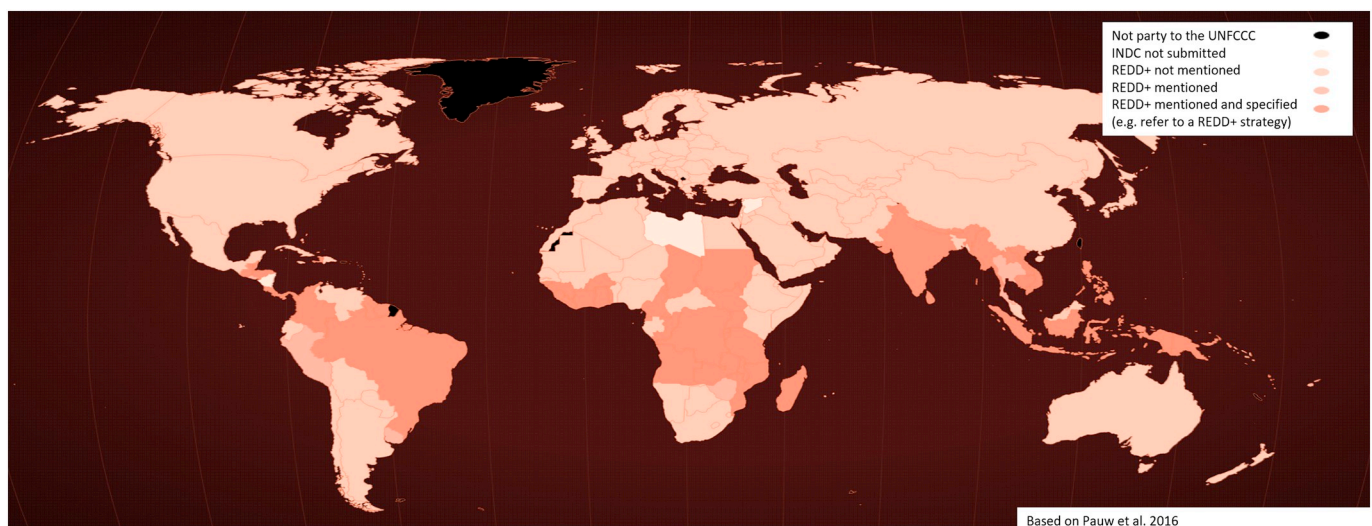 Not party to the UNFCCC
INDC not submitted
REDD+ not mentioned
REDD+ mentioned
REDD+ mentioned and specified
(e.g. refer to a REDD+ strategy)
Based on Pauw et al. 2016